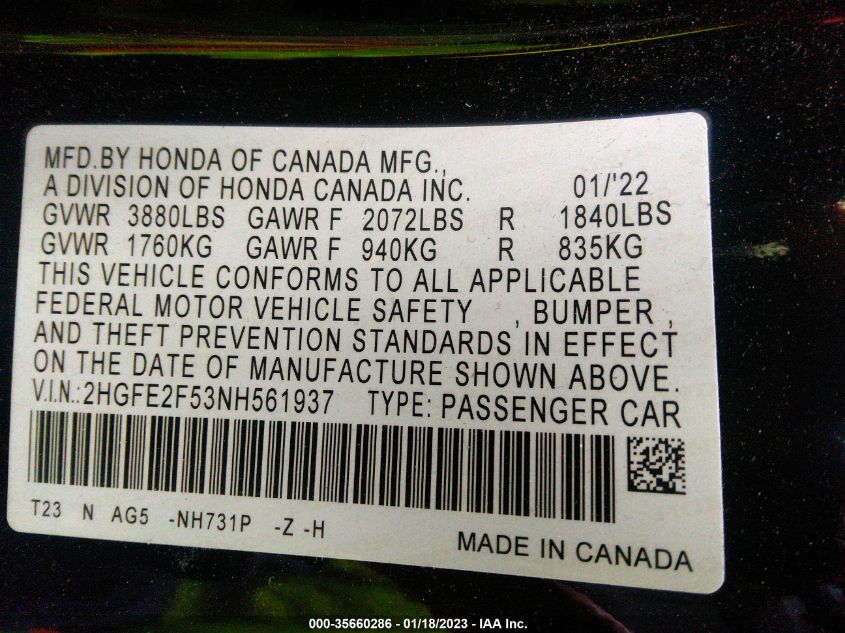 MFD.BY HONDA OF CANADA MFG.,
A DIVISION OF HONDA CANADA INC. 01/'22
GVWR 3880LBS GAWR F 2072LBS R 1840LBS
GVWR 1760KG GAWR F 940KG R 835KG
THIS VEHICLE CONFORMS TO ALL APPLICABLE
FEDERAL MOTOR VEHICLE SAFETY , BUMPER ,
AND THEFT PREVENTION STANDARDS IN EFFECT
ON THE DATE OF MANUFACTURE SHOWN ABOVE.
V.I.N.:2HGFE2F53NH561937 TYPE: PASSENGER CAR
T23 N AG5 -NH731P -Z -H
MADE IN CANADA
000-35660286 - 01/18/2023 - IAA Inc.